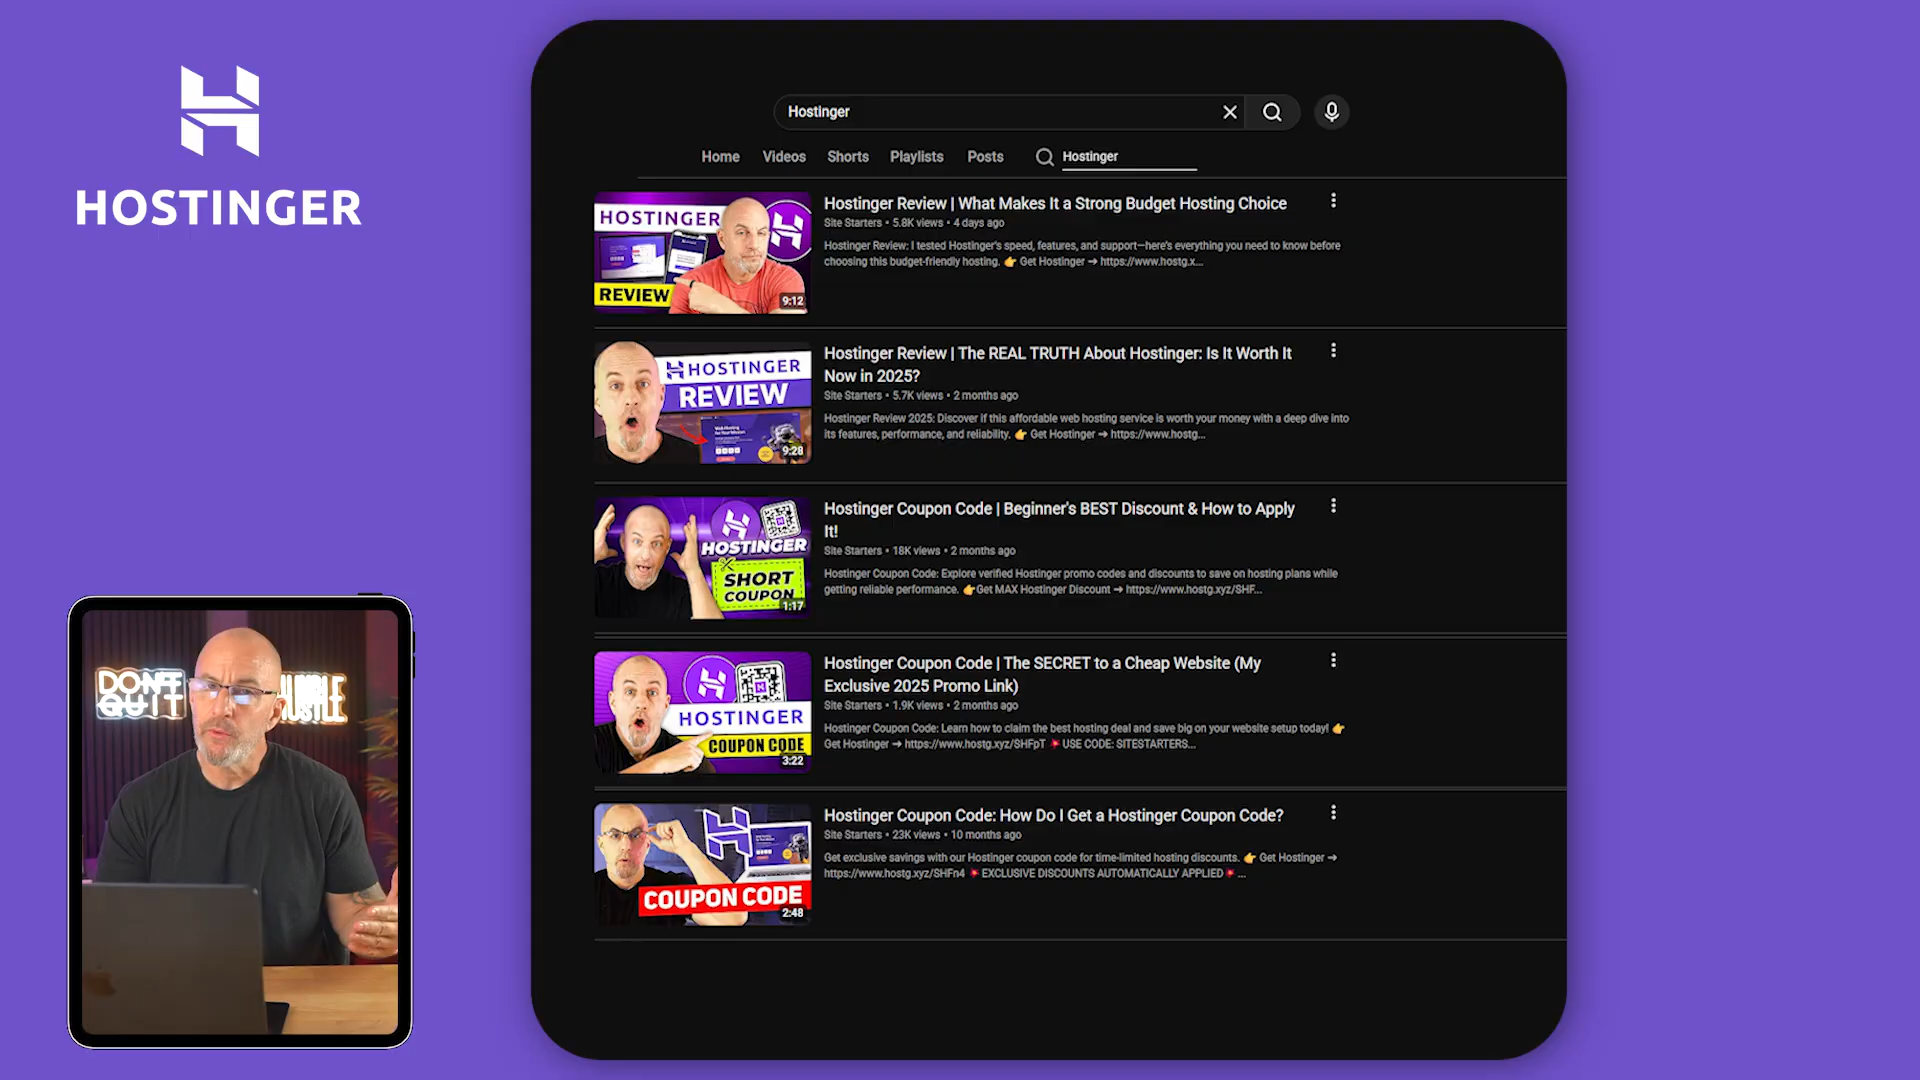 HOSTINGER
Hostinger
Home Videos Shorts Playlists Posts Hostinger
HOSTINGER
REVIEW
9:12
Hostinger Review | What Makes It a Strong Budget Hosting Choice
Site Starters • 5.8K views • 4 days ago
Hostinger Review: I tested Hostinger's speed, features, and support—here's everything you need to know before
choosing this budget-friendly hosting. 👉 Get Hostinger ➔ https://www.hostg.x...
HOSTINGER
REVIEW
9:28
Hostinger Review | The REAL TRUTH About Hostinger: Is It Worth It
Now in 2025?
Site Starters • 5.7K views • 2 months ago
Hostinger Review 2025: Discover if this affordable web hosting service is worth your money with a deep dive into
its features, performance, and reliability. 👉 Get Hostinger ➔ https://www.hostg...
HOSTINGER
SHORT
COUPON
1:17
Hostinger Coupon Code | Beginner's BEST Discount & How to Apply
It!
Site Starters • 18K views • 2 months ago
Hostinger Coupon Code: Explore verified Hostinger promo codes and discounts to save on hosting plans while
getting reliable performance. 👉Get MAX Hostinger Discount ➔ https://www.hostg.xyz/SHF...
HOSTINGER
COUPON CODE
3:22
Hostinger Coupon Code | The SECRET to a Cheap Website (My
Exclusive 2025 Promo Link)
Site Starters • 1.9K views • 2 months ago
Hostinger Coupon Code: Learn how to claim the best hosting deal and save big on your website setup today! 👉
Get Hostinger ➔ https://www.hostg.xyz/SHFpT 💥USE CODE: SITESTARTERS...
COUPON CODE
2:48
Hostinger Coupon Code: How Do I Get a Hostinger Coupon Code?
Site Starters • 23K views • 10 months ago
Get exclusive savings with our Hostinger coupon code for time-limited hosting discounts. 👉 Get Hostinger ➔
https://www.hostg.xyz/SHFn4 💥EXCLUSIVE DISCOUNTS AUTOMATICALLY APPLIED💥 ...
DON'T
QUIT
HUSTLE